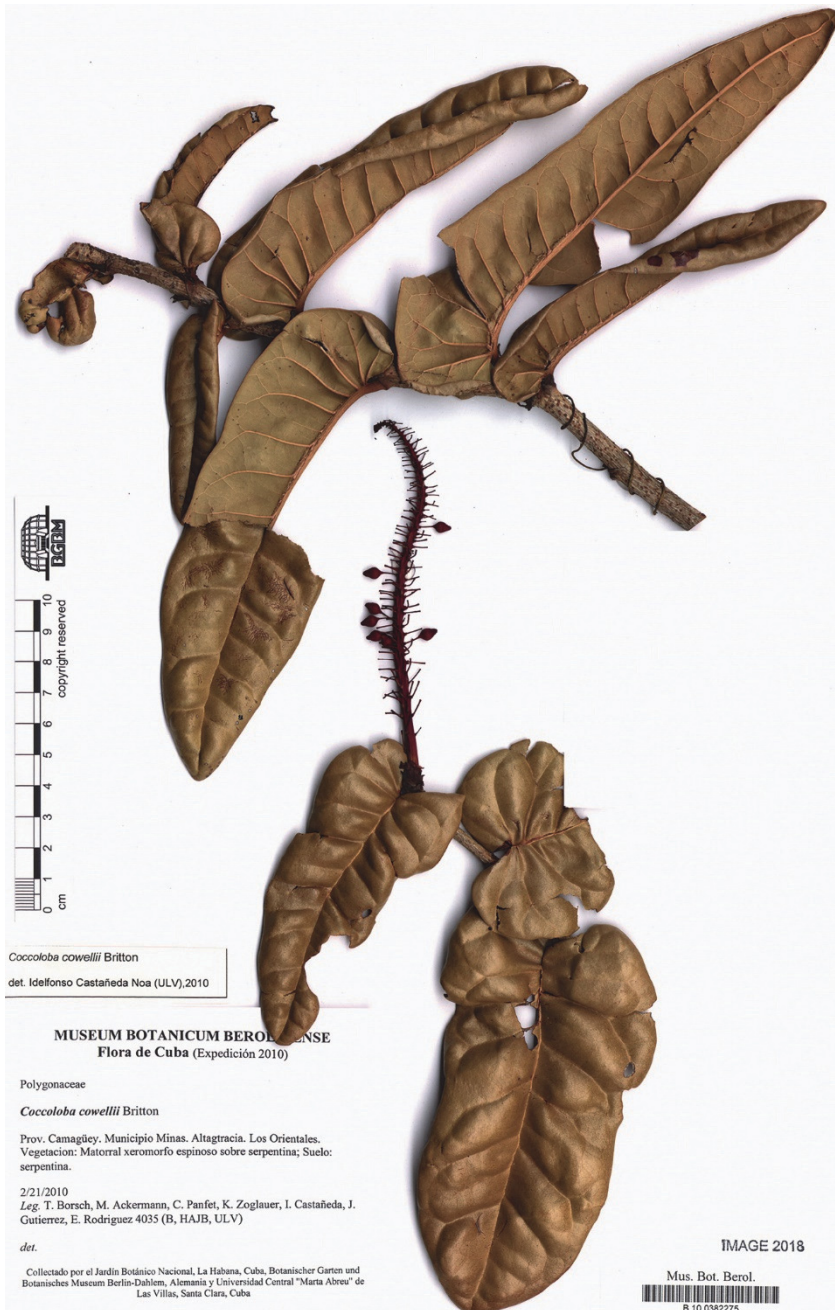 BGBM
copyright reserved
0 1 2 3 4 5 6 7 8 9 10
cm
Coccoloba cowellii Britton
det. Idelfonso Castañeda Noa (ULV),2010
MUSEUM BOTANICUM BEROL ENSE
Flora de Cuba (Expedición 2010)
Polygonaceae
Coccoloba cowellii Britton
Prov. Camagüey. Municipio Minas. Altagtracia. Los Orientales.
Vegetacion: Matorral xeromorfo espinoso sobre serpentina; Suelo:
serpentina.
2/21/2010
Leg. T. Borsch, M. Ackermann, C. Panfet, K. Zoglauer, I. Castañeda, J.
Gutierrez, E. Rodriguez 4035 (B, HAJB, ULV)
det.
Collectado por el Jardín Botánico Nacional, La Habana, Cuba, Botanischer Garten und
Botanisches Museum Berlin-Dahlem, Alemania y Universidad Central "Marta Abreu" de
Las Villas, Santa Clara, Cuba
IMAGE 2018
Mus. Bot. Berol.
B 10 0382275